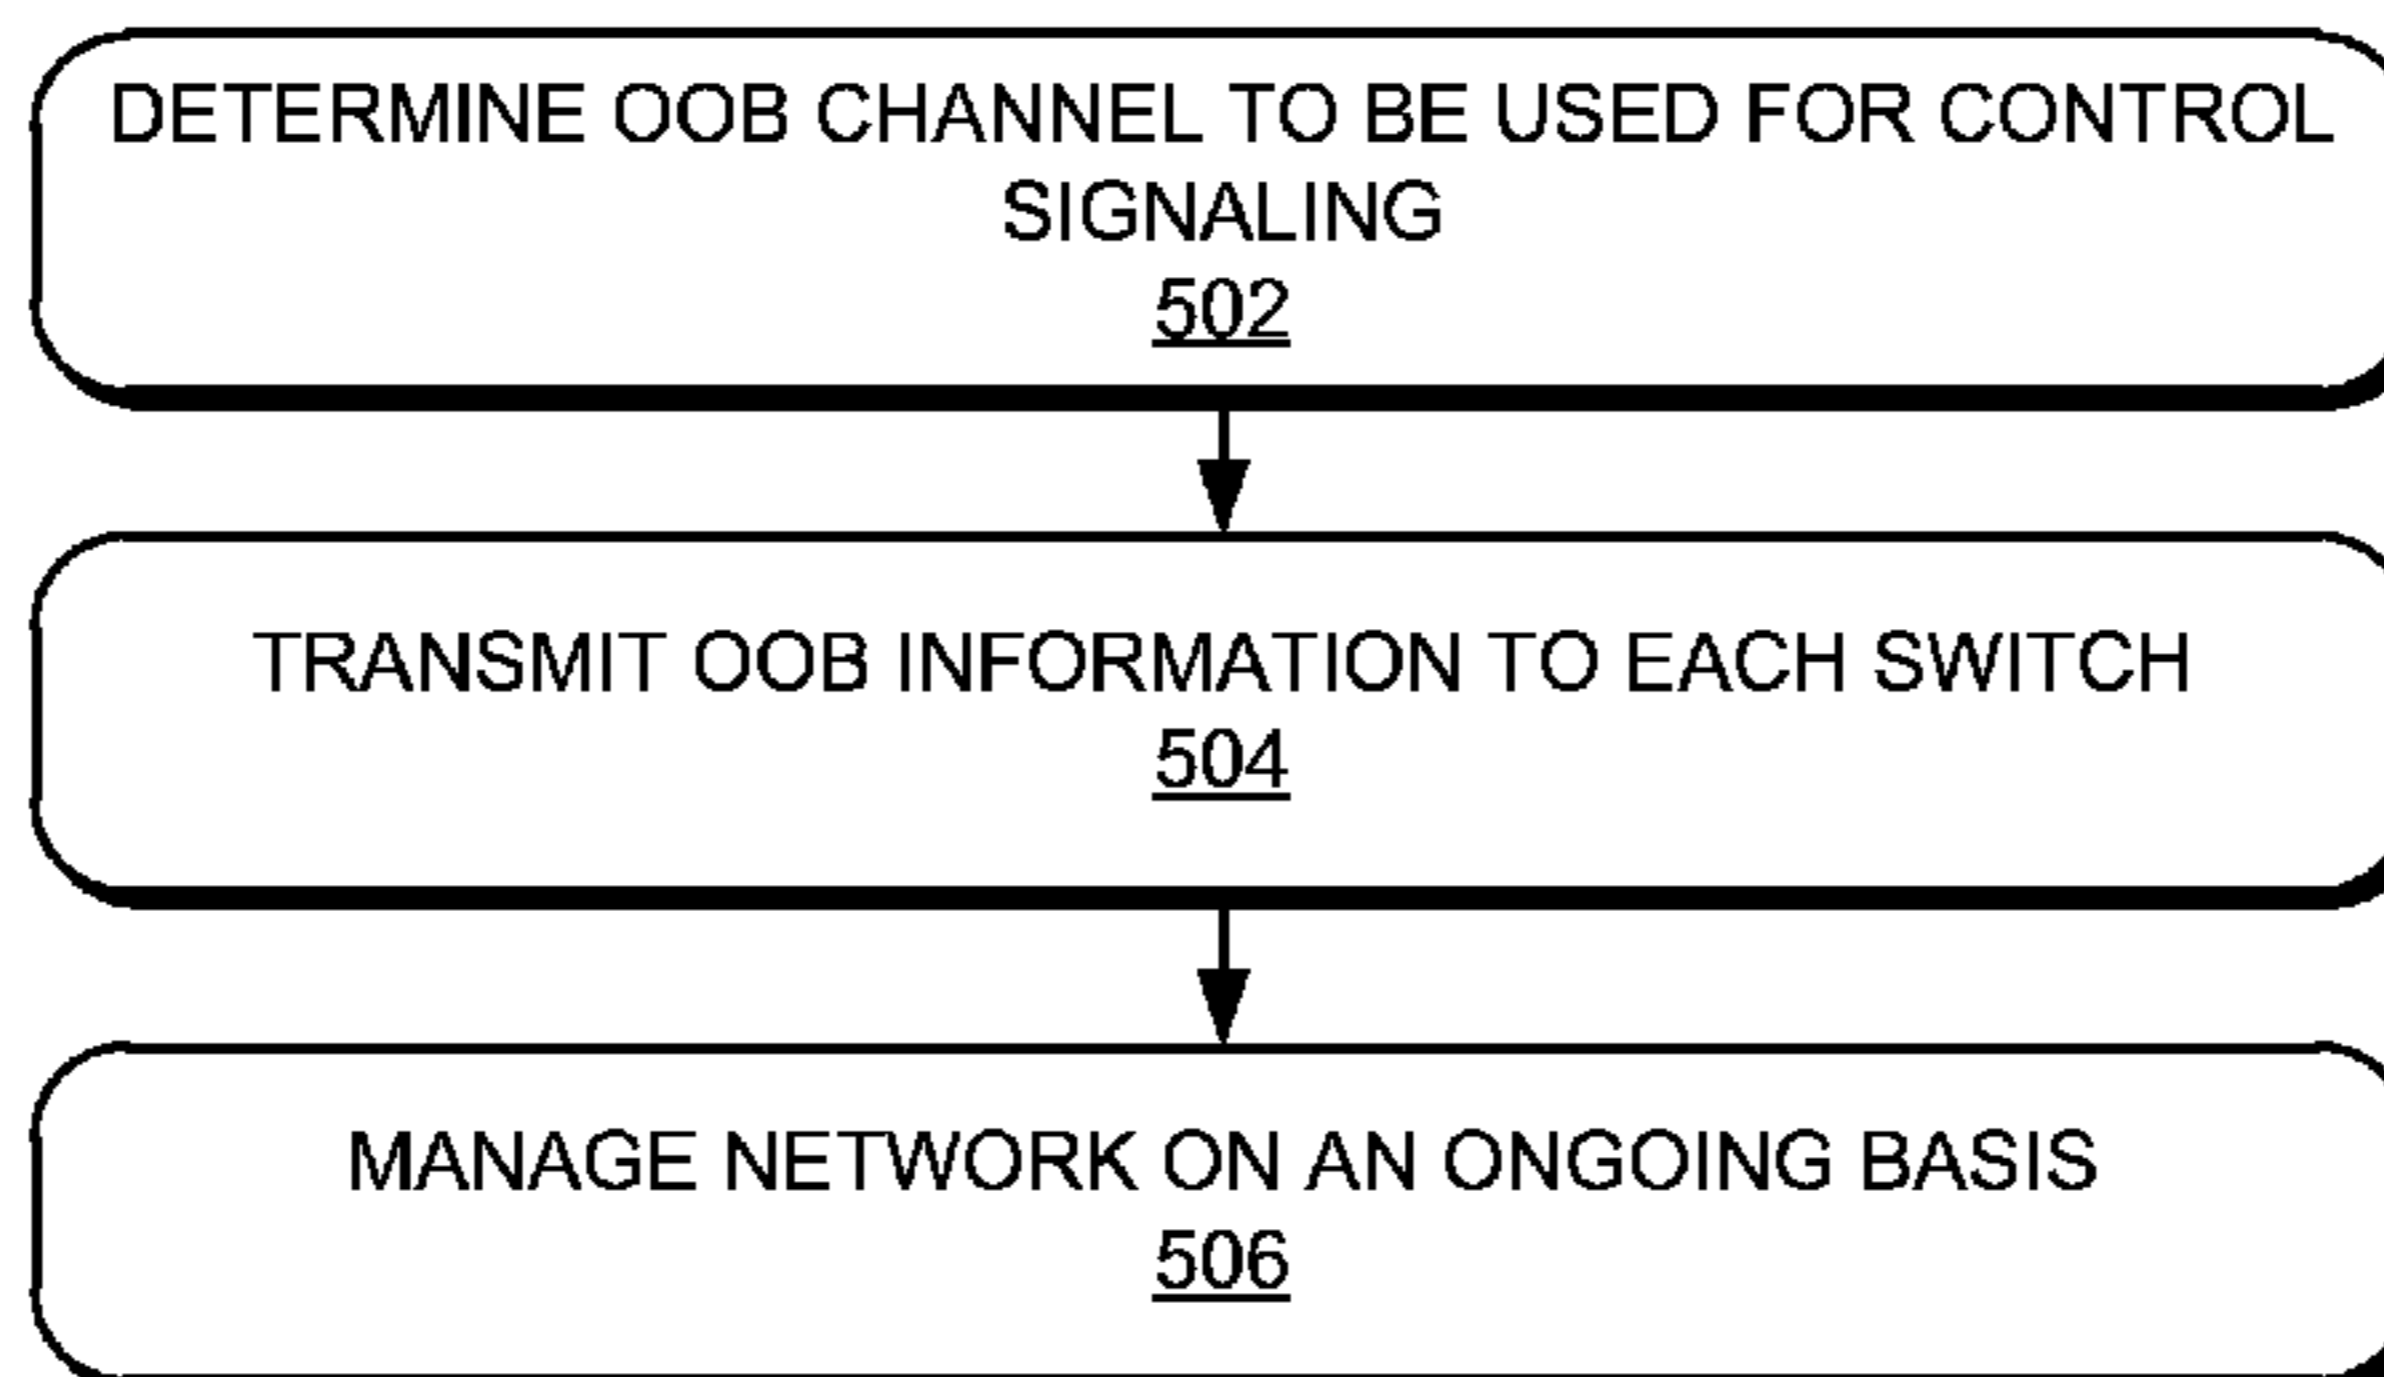 DETERMINE OOB CHANNEL TO BE USED FOR CONTROL
SIGNALING
502
TRANSMIT OOB INFORMATION TO EACH SWITCH
504
MANAGE NETWORK ON AN ONGOING BASIS
506